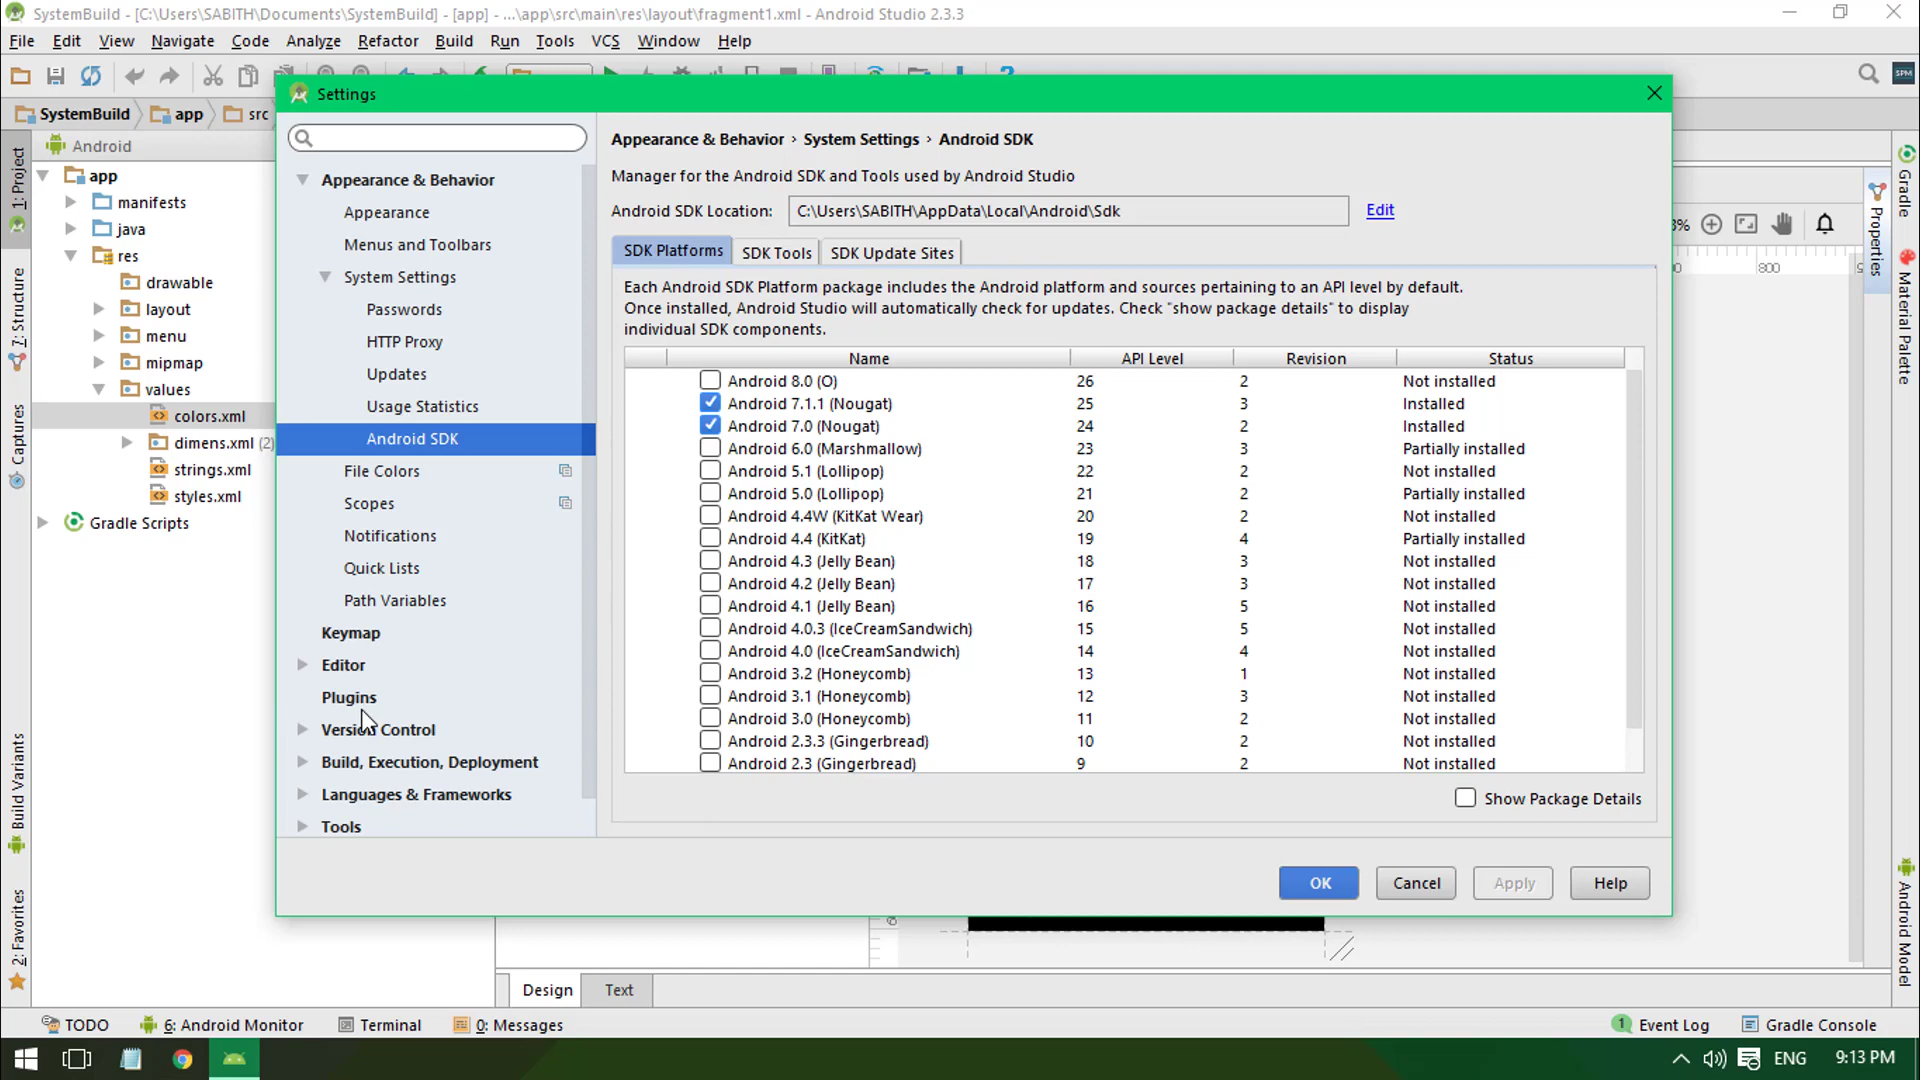 SystemBuild - [C:\Users\SABITH\Documents\SystemBuild] - [app] - ...\app\src\main\res\layout\fragment1.xml - Android Studio 2.3.3
File Edit View Navigate Code Analyze Refactor Build Run Tools VCS Window Help
SPM
SystemBuild app src
Android
1: Project
7: Structure
Captures
Build Variants
2: Favorites
app
manifests
java
res
drawable
layout
menu
mipmap
values
colors.xml
dimens.xml (2)
strings.xml
styles.xml
Gradle Scripts
Settings
Appearance & Behavior
Appearance
Menus and Toolbars
System Settings
Passwords
HTTP Proxy
Updates
Usage Statistics
Android SDK
File Colors
Scopes
Notifications
Quick Lists
Path Variables
Keymap
Editor
Plugins
Version Control
Build, Execution, Deployment
Languages & Frameworks
Tools
Appearance & Behavior › System Settings › Android SDK
Manager for the Android SDK and Tools used by Android Studio
Android SDK Location: C:\Users\SABITH\AppData\Local\Android\Sdk Edit
SDK Platforms SDK Tools SDK Update Sites
Each Android SDK Platform package includes the Android platform and sources pertaining to an API level by default.
Once installed, Android Studio will automatically check for updates. Check "show package details" to display
individual SDK components.
Name API Level Revision Status
Android 8.0 (O) 26 2 Not installed
Android 7.1.1 (Nougat) 25 3 Installed
Android 7.0 (Nougat) 24 2 Installed
Android 6.0 (Marshmallow) 23 3 Partially installed
Android 5.1 (Lollipop) 22 2 Not installed
Android 5.0 (Lollipop) 21 2 Partially installed
Android 4.4W (KitKat Wear) 20 2 Not installed
Android 4.4 (KitKat) 19 4 Partially installed
Android 4.3 (Jelly Bean) 18 3 Not installed
Android 4.2 (Jelly Bean) 17 3 Not installed
Android 4.1 (Jelly Bean) 16 5 Not installed
Android 4.0.3 (IceCreamSandwich) 15 5 Not installed
Android 4.0 (IceCreamSandwich) 14 4 Not installed
Android 3.2 (Honeycomb) 13 1 Not installed
Android 3.1 (Honeycomb) 12 3 Not installed
Android 3.0 (Honeycomb) 11 2 Not installed
Android 2.3.3 (Gingerbread) 10 2 Not installed
Android 2.3 (Gingerbread) 9 2 Not installed
Show Package Details
OK Cancel Apply Help
%
800
Properties
Gradle
Material Palette
Android Model
Design Text
TODO 6: Android Monitor Terminal 0: Messages 1 Event Log Gradle Console
ENG 9:13 PM